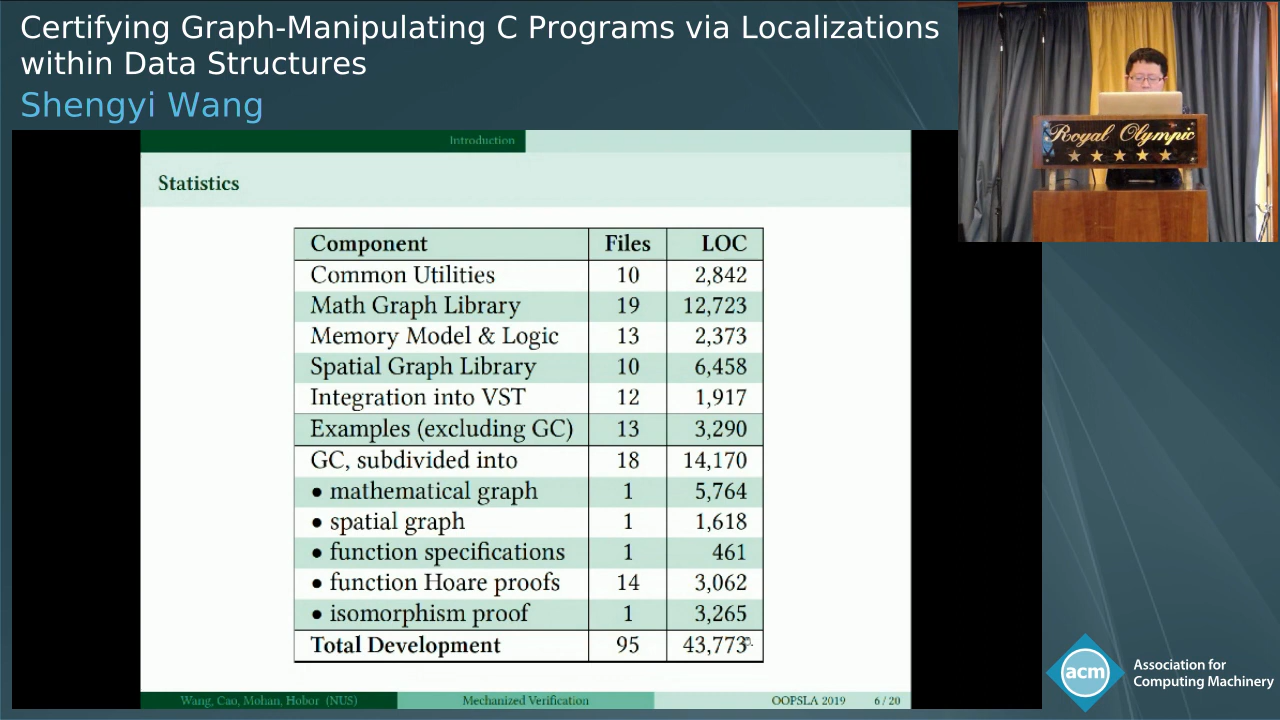 Certifying Graph-Manipulating C Programs via Localizations
within Data Structures
Shengyi Wang
Royal Olympic
Introduction
Statistics
Component Files LOC
Common Utilities 10 2,842
Math Graph Library 19 12,723
Memory Model & Logic 13 2,373
Spatial Graph Library 10 6,458
Integration into VST 12 1,917
Examples (excluding GC) 13 3,290
GC, subdivided into 18 14,170
• mathematical graph 1 5,764
• spatial graph 1 1,618
• function specifications 1 461
• function Hoare proofs 14 3,062
• isomorphism proof 1 3,265
Total Development 95 43,773
Wang, Cao, Mohan, Hobor (NUS) Mechanized Verification OOPSLA 2019 6 / 20
acm
Association for
Computing Machinery